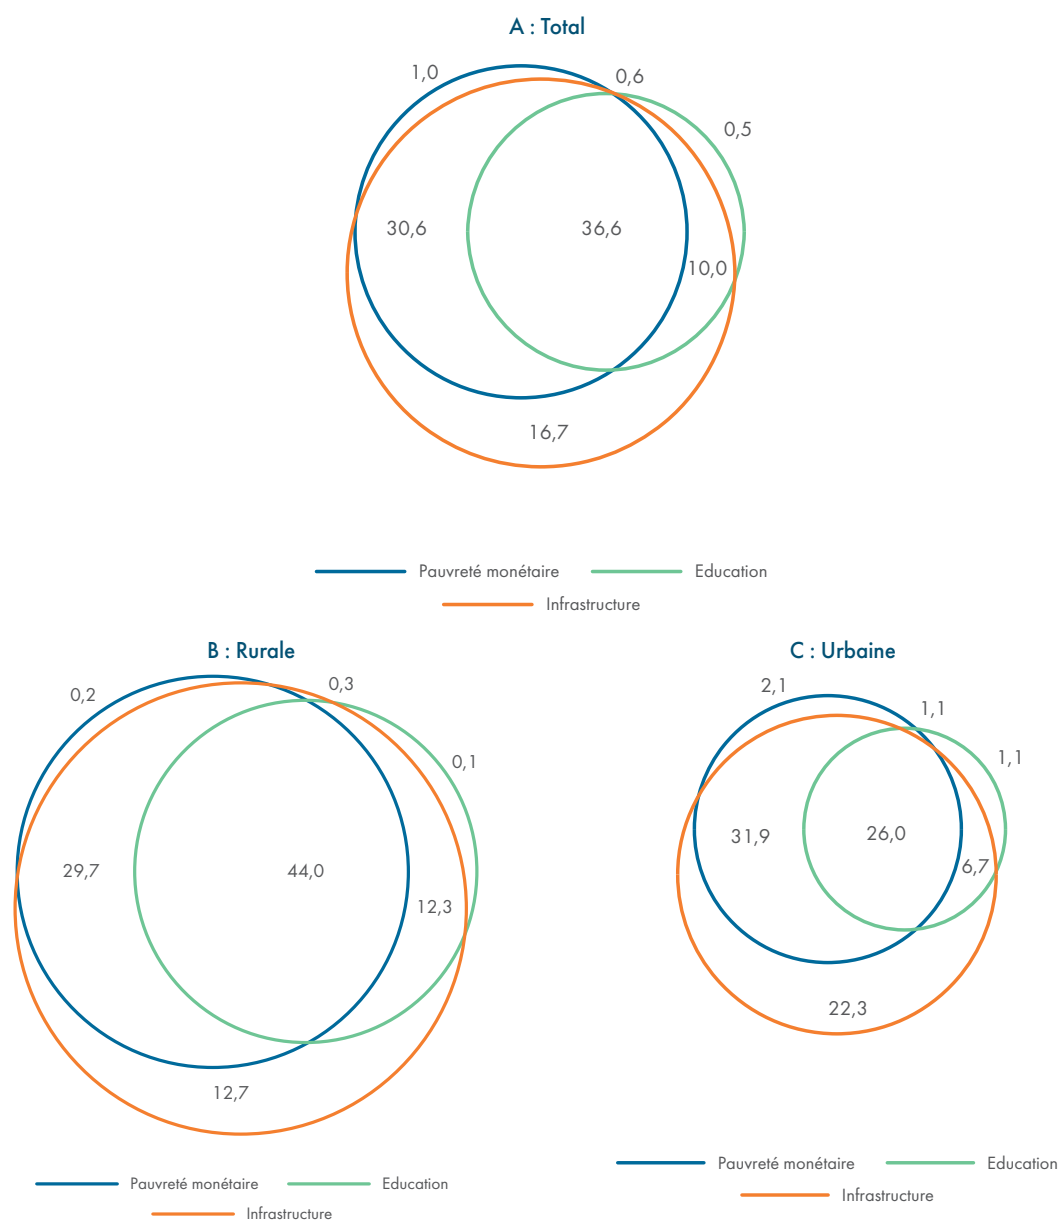 A : Total
1,0
0,6
0,5
30,6
36,6
10,0
16,7
Pauvreté monétaire
Education
Infrastructure
B : Rurale
0,2
0,3
0,1
29,7
44,0
12,3
12,7
Pauvreté monétaire
Education
Infrastructure
C : Urbaine
2,1
1,1
1,1
31,9
26,0
6,7
22,3
Pauvreté monétaire
Education
Infrastructure